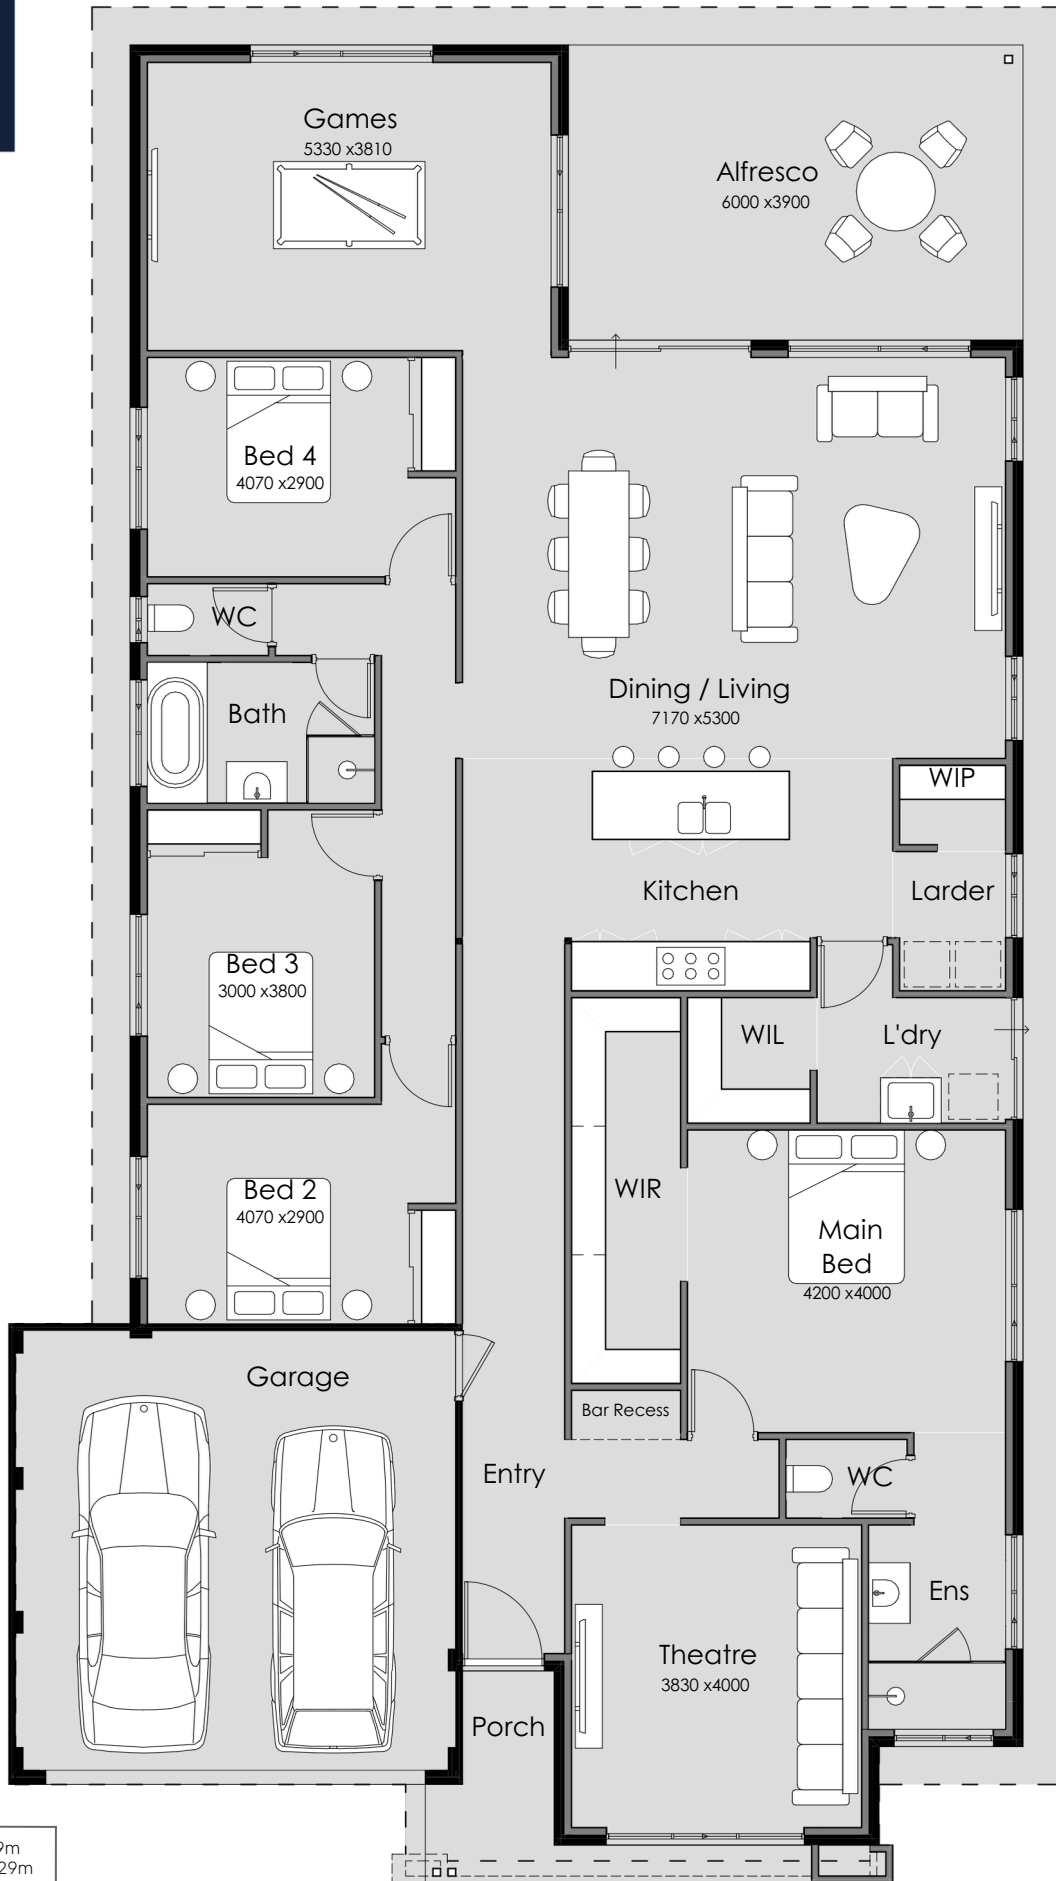 Games
5330 x3810
Alfresco
6000 x3900
Bed 4
4070 x2900
WC
Bath
Dining / Living
7170 x5300
WIP
Kitchen
Larder
Bed 3
3000 x3800
WIL
L'dry
WIR
Bed 2
4070 x2900
Main
Bed
4200 x4000
Garage
Bar Recess
Entry
WC
Ens
Theatre
3830 x4000
Porch
9m
29m